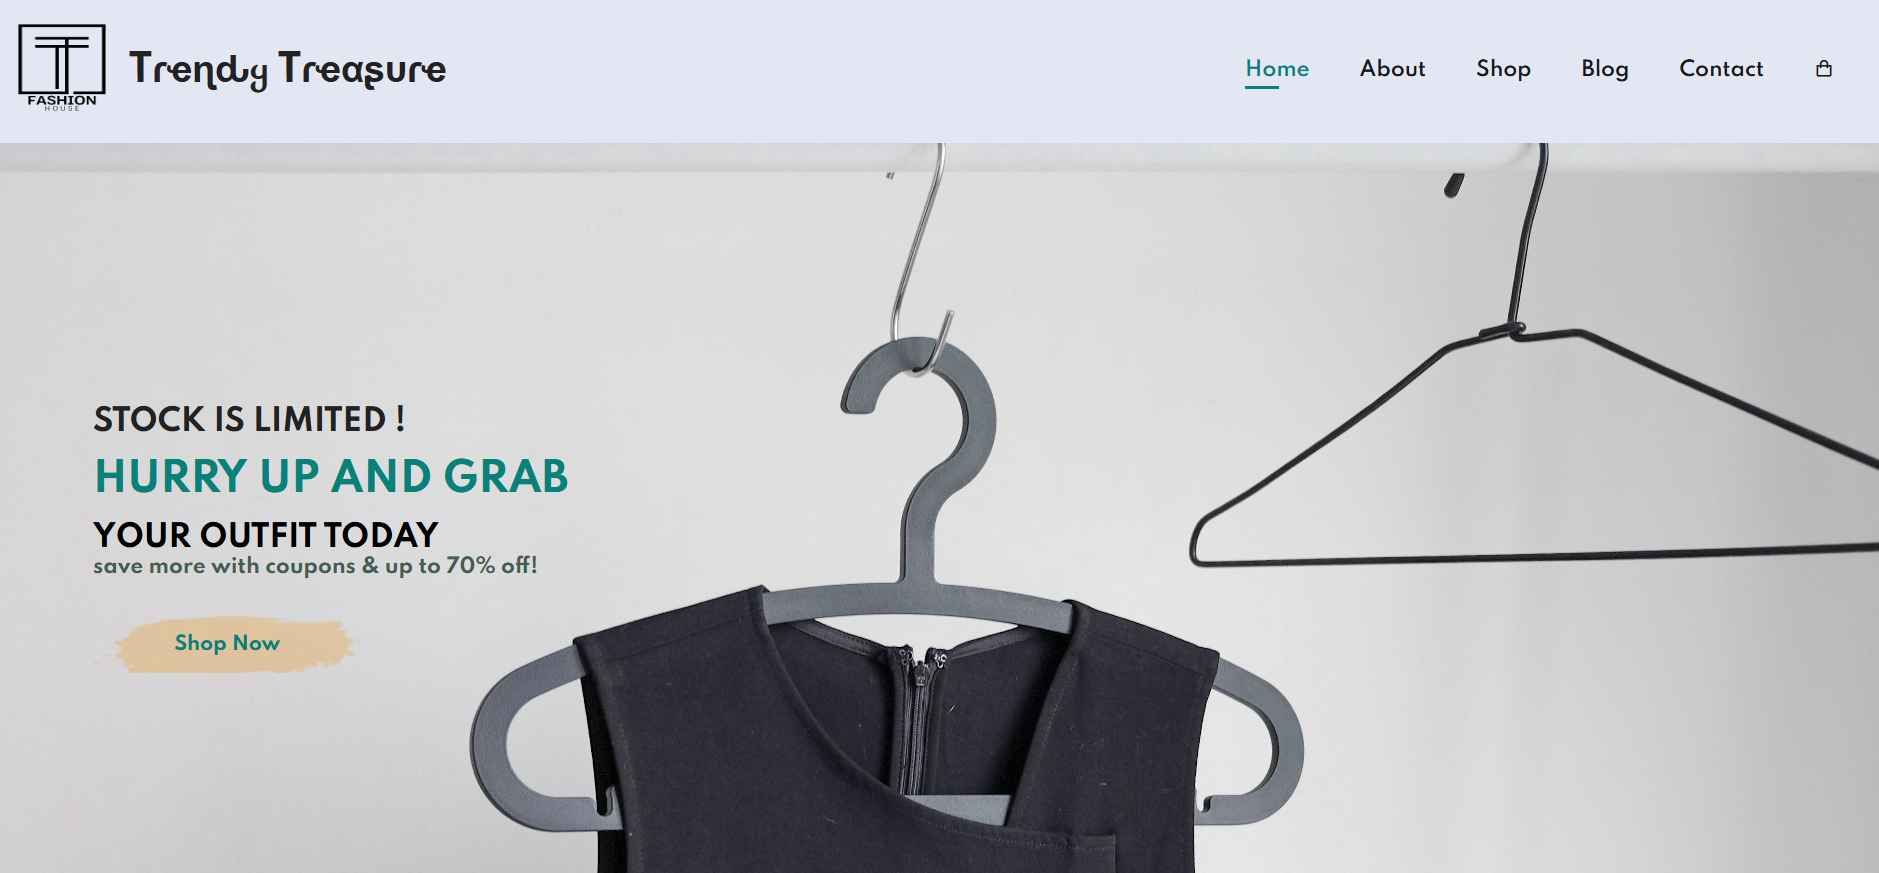 FASHION
HOUSE
Trendy Treasure
Home About Shop Blog Contact
STOCK IS LIMITED !
HURRY UP AND GRAB
YOUR OUTFIT TODAY
save more with coupons & up to 70% off!
Shop Now